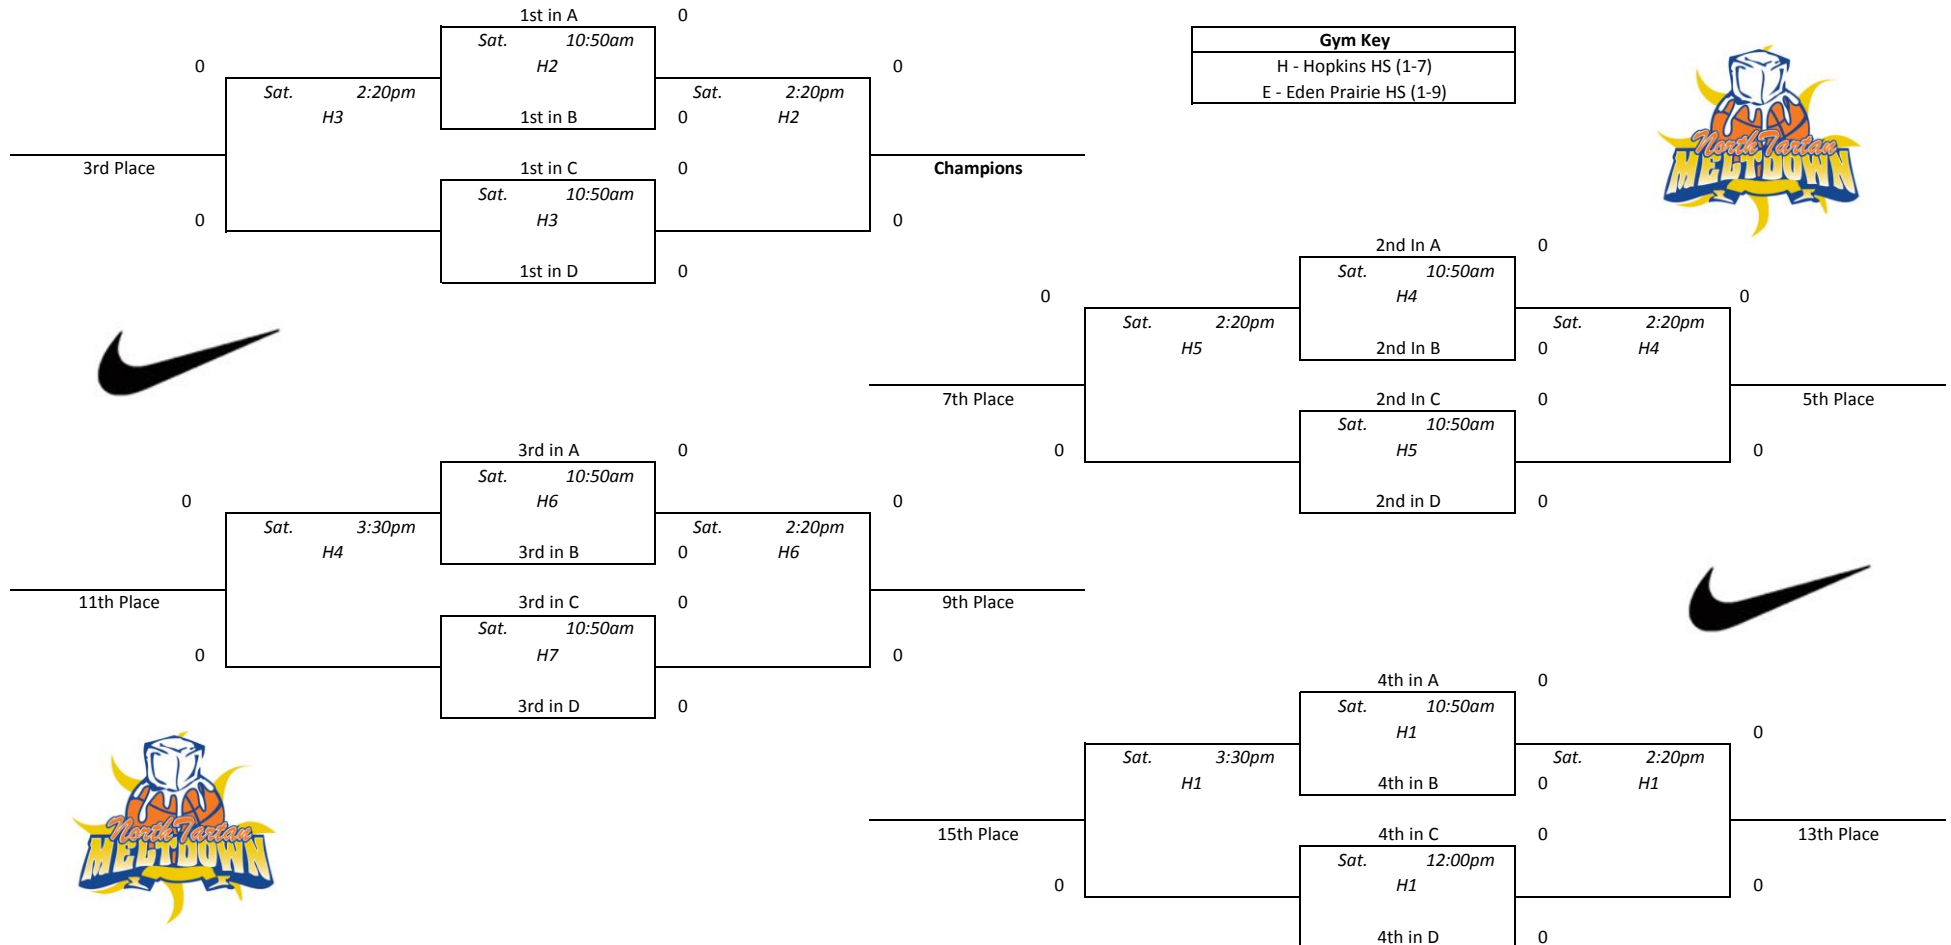 1st in A 0
Sat. 10:50am
H2
0
0
Sat. 2:20pm
H3
1st in B 0
Sat. 2:20pm
H2
3rd Place
1st in C 0
Champions
Sat. 10:50am
H3
0
0
1st in D 0
Gym Key
H - Hopkins HS (1-7)
E - Eden Prairie HS (1-9)
North Tartan
MELTDOWN
2nd In A 0
Sat. 10:50am
H4
0
0
Sat. 2:20pm
H5
2nd In B 0
Sat. 2:20pm
H4
7th Place
2nd In C 0
5th Place
Sat. 10:50am
H5
0
0
2nd in D 0
3rd in A 0
Sat. 10:50am
H6
0
0
Sat. 3:30pm
H4
3rd in B 0
Sat. 2:20pm
H6
11th Place
3rd in C 0
9th Place
Sat. 10:50am
H7
0
0
3rd in D 0
4th in A 0
Sat. 10:50am
H1
0
Sat. 3:30pm
H1
4th in B 0
Sat. 2:20pm
H1
15th Place
4th in C 0
13th Place
Sat. 12:00pm
H1
0
0
4th in D 0
North Tartan
MELTDOWN